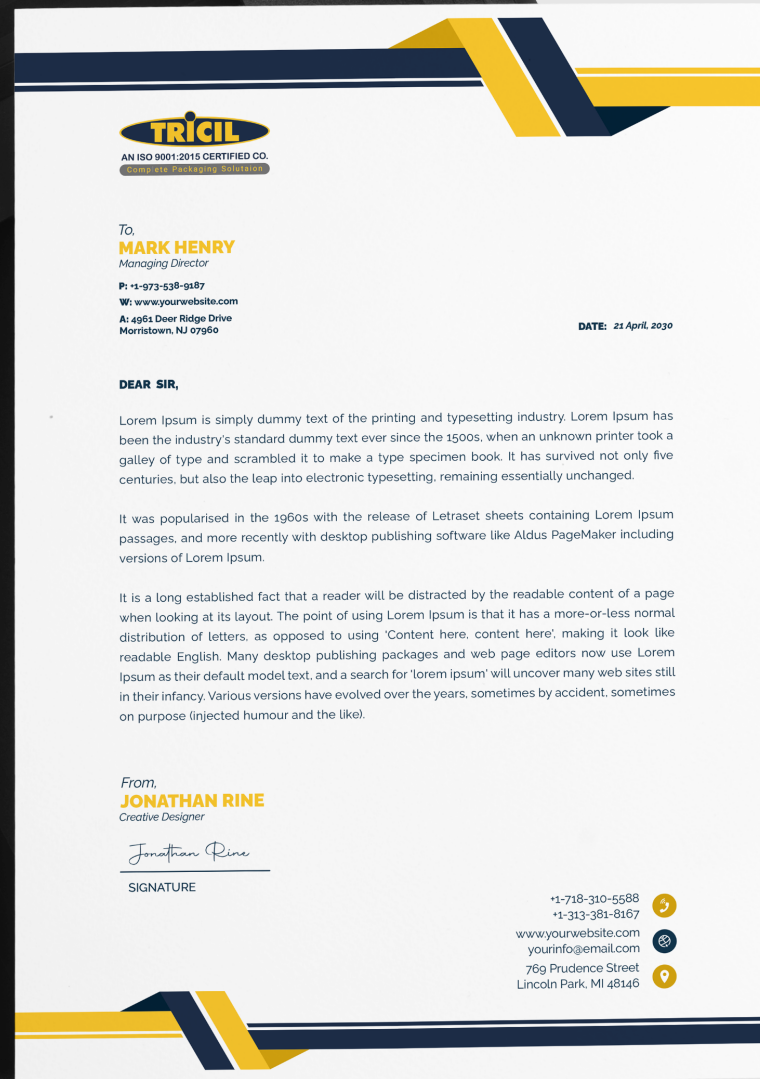 TRICIL
AN ISO 9001:2015 CERTIFIED CO.
Complete Packaging Solutaion
To,
MARK HENRY
Managing Director
P: +1-973-538-9187
W: www.yourwebsite.com
A: 4961 Deer Ridge Drive
Morristown, NJ 07960
DATE: 21 April, 2030
DEAR SIR,
Lorem Ipsum is simply dummy text of the printing and typesetting industry. Lorem Ipsum has
been the industry's standard dummy text ever since the 1500s, when an unknown printer took a
galley of type and scrambled it to make a type specimen book. It has survived not only five
centuries, but also the leap into electronic typesetting, remaining essentially unchanged.
It was popularised in the 1960s with the release of Letraset sheets containing Lorem Ipsum
passages, and more recently with desktop publishing software like Aldus PageMaker including
versions of Lorem Ipsum.
It is a long established fact that a reader will be distracted by the readable content of a page
when looking at its layout. The point of using Lorem Ipsum is that it has a more-or-less normal
distribution of letters, as opposed to using 'Content here, content here', making it look like
readable English. Many desktop publishing packages and web page editors now use Lorem
Ipsum as their default model text, and a search for 'lorem ipsum' will uncover many web sites still
in their infancy. Various versions have evolved over the years, sometimes by accident, sometimes
on purpose (injected humour and the like).
From,
JONATHAN RINE
Creative Designer
Jonathan Rine
SIGNATURE
+1-718-310-5588
+1-313-381-8167
www.yourwebsite.com
yourinfo@email.com
769 Prudence Street
Lincoln Park, MI 48146